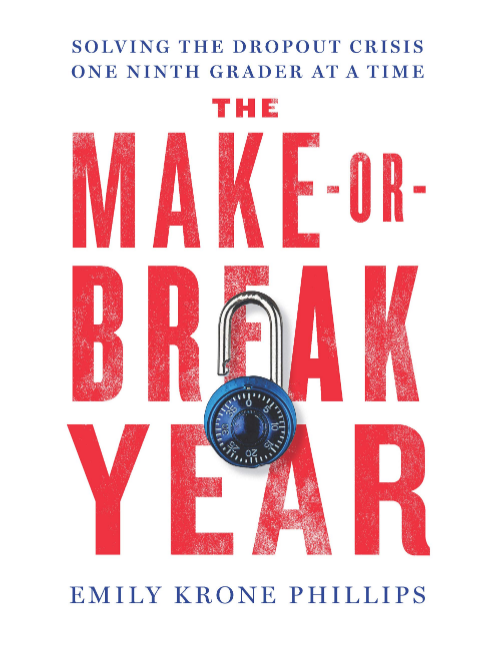 SOLVING THE DROPOUT CRISIS
ONE NINTH GRADER AT A TIME
THE
MAKE-OR-
BREAK
YEAR
EMILY KRONE PHILLIPS